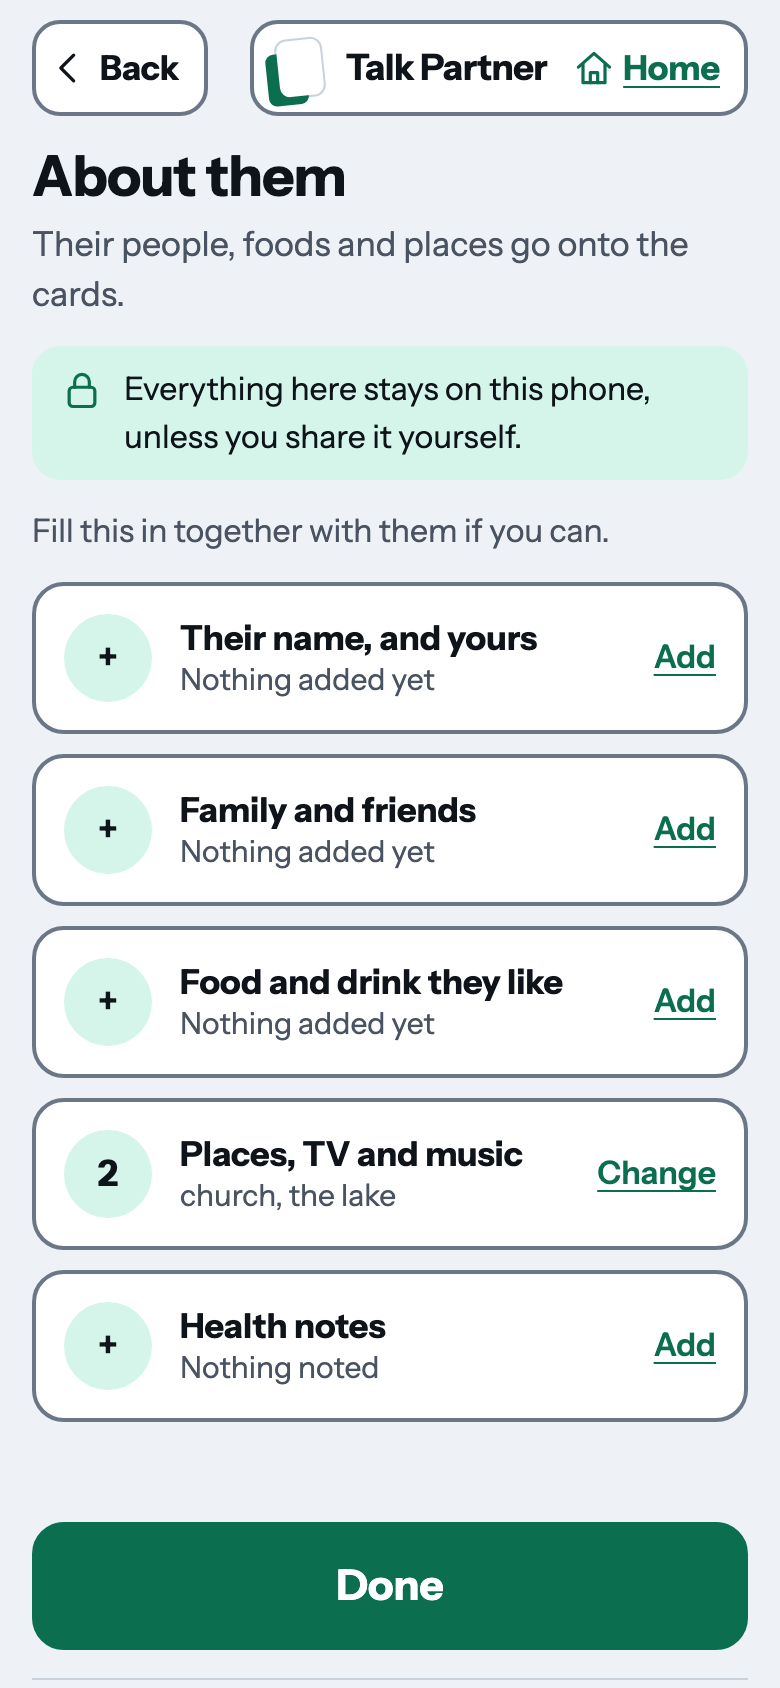 Back
Talk Partner
Home
About them
Their people, foods and places go onto the
cards.
Everything here stays on this phone,
unless you share it yourself.
Fill this in together with them if you can.
+
Their name, and yours
Nothing added yet
Add
+
Family and friends
Nothing added yet
Add
+
Food and drink they like
Nothing added yet
Add
2
Places, TV and music
church, the lake
Change
+
Health notes
Nothing noted
Add
Done